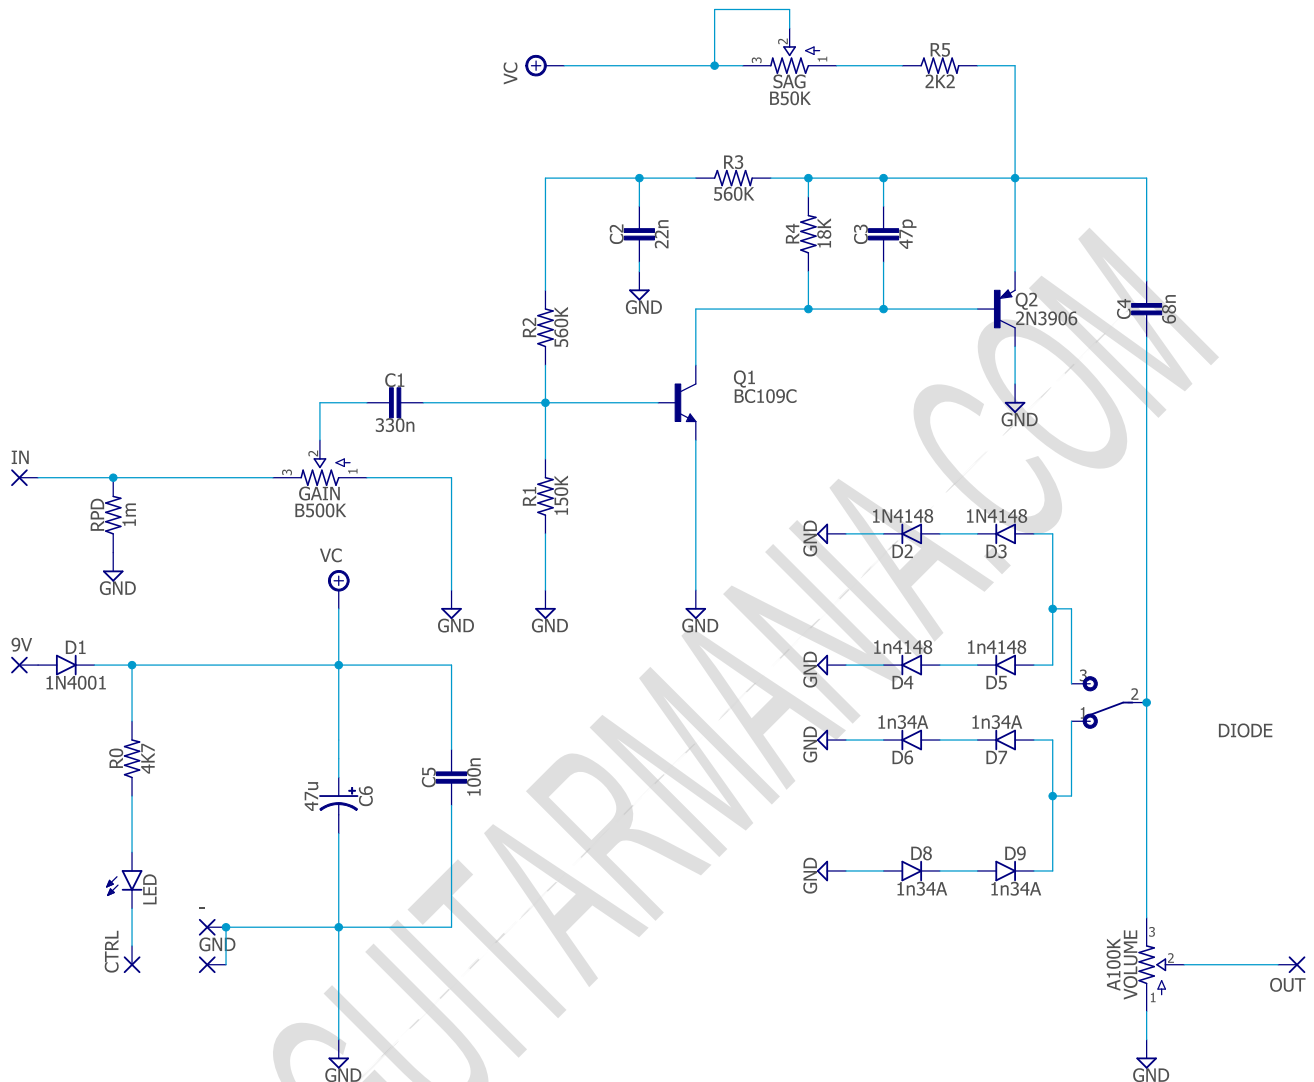 VC
3
2
1
SAG
B50K
R5
2K2
R3
560K
C2
22n
GND
R4
18K
C3
47p
Q2
2N3906
GND
C4
68n
R2
560K
C1
330n
Q1
BC109C
IN
RPD
1m
GND
3
2
1
GAIN
B500K
GND
R1
150K
GND
GND
VC
9V
D1
1N4001
R0
4K7
LED
CTRL
47u
C6
C5
100n
-
GND
GND
GND
1N4148
D2
1N4148
D3
GND
1n4148
D4
1n4148
D5
GND
1n34A
D6
1n34A
D7
GND
D8
1n34A
D9
1n34A
3
1
2
DIODE
A100K
VOLUME
3
2
1
OUT
GND
GUITARMANIA.COM